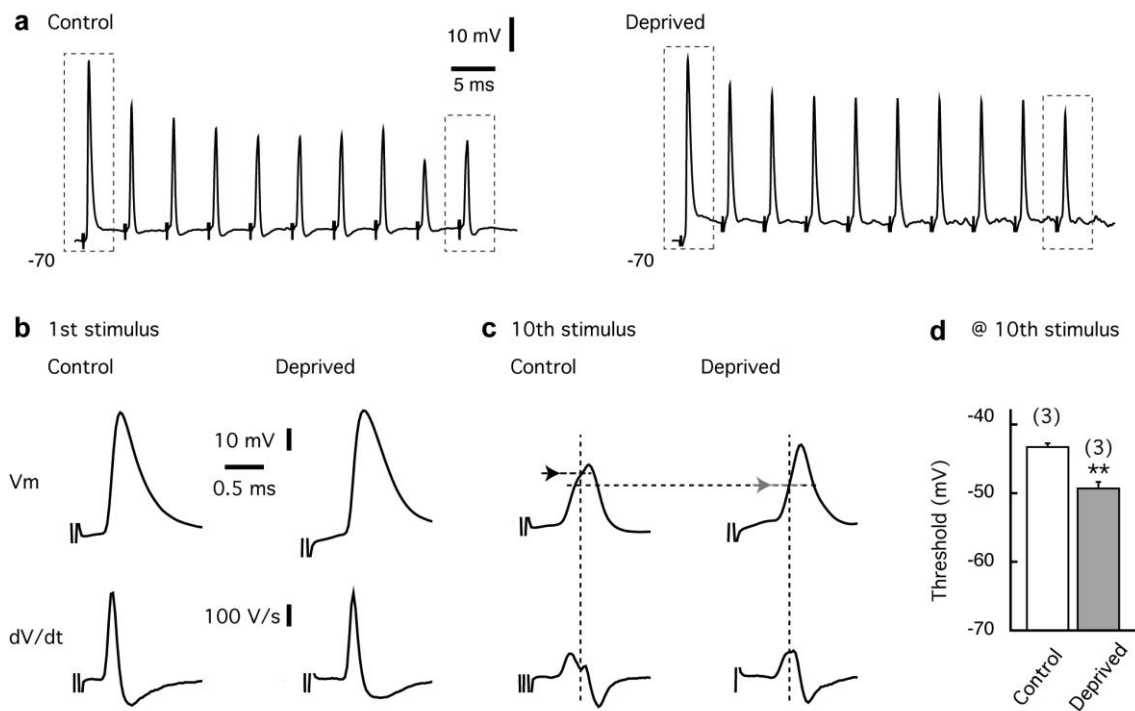 a Control
10 mV
5 ms
-70
Deprived
-70
b 1st stimulus
Control
Deprived
Vm
10 mV
0.5 ms
dV/dt
100 V/s
c 10th stimulus
Control
Deprived
d @ 10th stimulus
Threshold (mV)
-40
-50
-60
-70
(3)
(3)
**
Control
Deprived